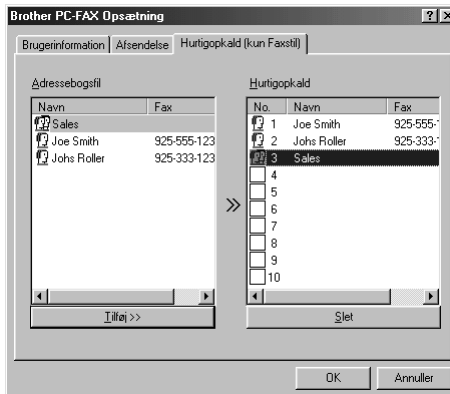 Brother PC-FAX Opsætning
Brugerinformation Afsendelse Hurtigopkald (kun Faxstil)
Adressebogsfil
Navn Fax
Sales
Joe Smith 925-555-123
Johs Roller 925-333-123
Tilføj >>
Hurtigopkald
No. Navn Fax
1 Joe Smith 925-555-
2 Johs Roller 925-333-
3 Sales
4
5
6
7
8
9
10
Slet
OK Annuller